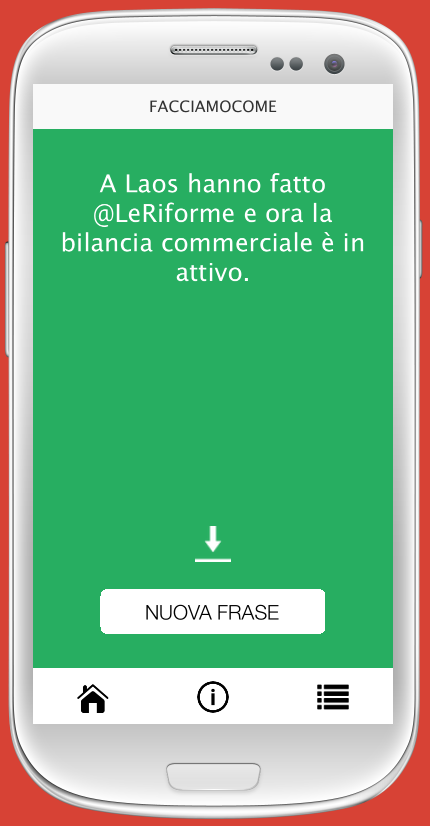 FACCIAMOCOME
A Laos hanno fatto
@LeRiforme e ora la
bilancia commerciale è in
attivo.
NUOVA FRASE